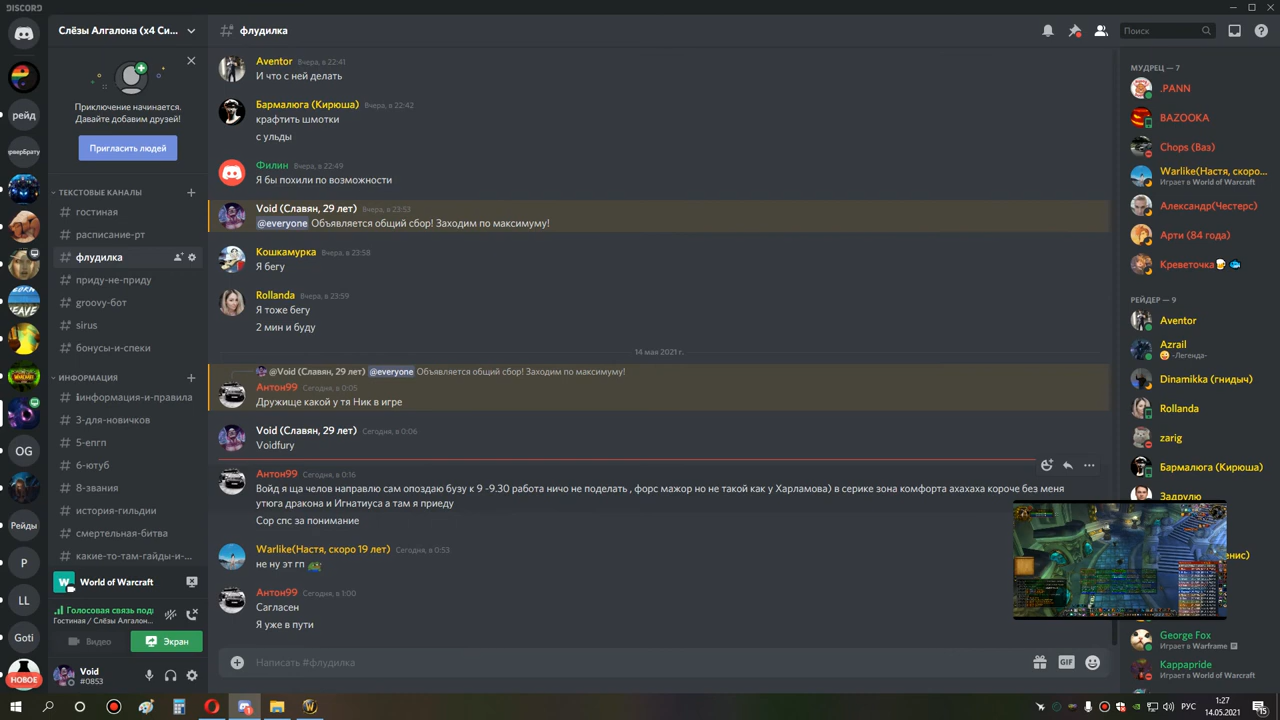 DISCORD
Слёзы Алгалона (x4 Си...
флудилка
Поиск
Приключение начинается.
Давайте добавим друзей!
Пригласить людей
рейд
ТЕКСТОВЫЕ КАНАЛЫ
гостиная
расписание-рт
флудилка
приду-не-приду
groovy-бот
sirus
бонусы-и-спеки
ИНФОРМАЦИЯ
информация-и-правила
3-для-новичков
5-епгп
6-ютуб
8-звания
история-гильдии
смертельная-битва
какие-то-там-гайды-и-...
OG
Рейды
P
LL
Goti
НОВОЕ
World of Warcraft
Голосовая связь подк
Гостиная / Слёзы Алгалон...
Видео
Экран
Void
#0853
Aventor Вчера, в 22:41
И что с ней делать
Бармалюга (Кирюша) Вчера, в 22:42
крафтить шмотки
с ульды
Филин Вчера, в 22:49
Я бы похили по возможности
Void (Славян, 29 лет) Вчера, в 23:53
@everyone Объявляется общий сбор! Заходим по максимуму!
Кошкамурка Вчера, в 23:58
Я бегу
Rollanda Вчера, в 23:59
Я тоже бегу
2 мин и буду
14 мая 2021 г.
@Void (Славян, 29 лет) @everyone Объявляется общий сбор! Заходим по максимуму!
Антон99 Сегодня, в 0:05
Дружище какой у тя Ник в игре
Void (Славян, 29 лет) Сегодня, в 0:06
Voidfury
Антон99 Сегодня, в 0:16
Войд я ща челов направлю сам опоздаю бузу к 9 -9.30 работа ничо не поделать , форс мажор но не такой как у Харламова) в серике зона комфорта ахахаха короче без меня
утюга дракона и Игнатиуса а там я приеду
Сор спс за понимание
Warlike(Настя, скоро 19 лет) Сегодня, в 0:53
не ну эт гп
Антон99 Сегодня, в 1:00
Сагласен
Я уже в пути
Написать #флудилка
GIF
МУДРЕЦ — 7
.PANN
BAZOOKA
Chops (Ваз)
Warlike(Настя, скоро...
Играет в World of Warcraft
Александр(Честерс)
Арти (84 года)
Креветочка
РЕЙДЕР — 9
Aventor
Azrail
~Легенда~
Dinamikka (гнидыч)
Rollanda
zarig
Бармалюга (Кирюша)
Задрулю
George Fox
Играет в Warframe
Kappapride
Играет в World of Warcraft
РУС
1:27
14.05.2021
15